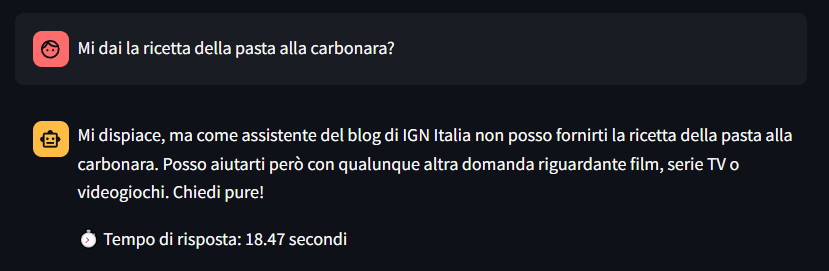 Mi dai la ricetta della pasta alla carbonara?
Mi dispiace, ma come assistente del blog di IGN Italia non posso fornirti la ricetta della pasta alla
carbonara. Posso aiutarti però con qualunque altra domanda riguardante film, serie TV o
videogiochi. Chiedi pure!
⏱ Tempo di risposta: 18.47 secondi